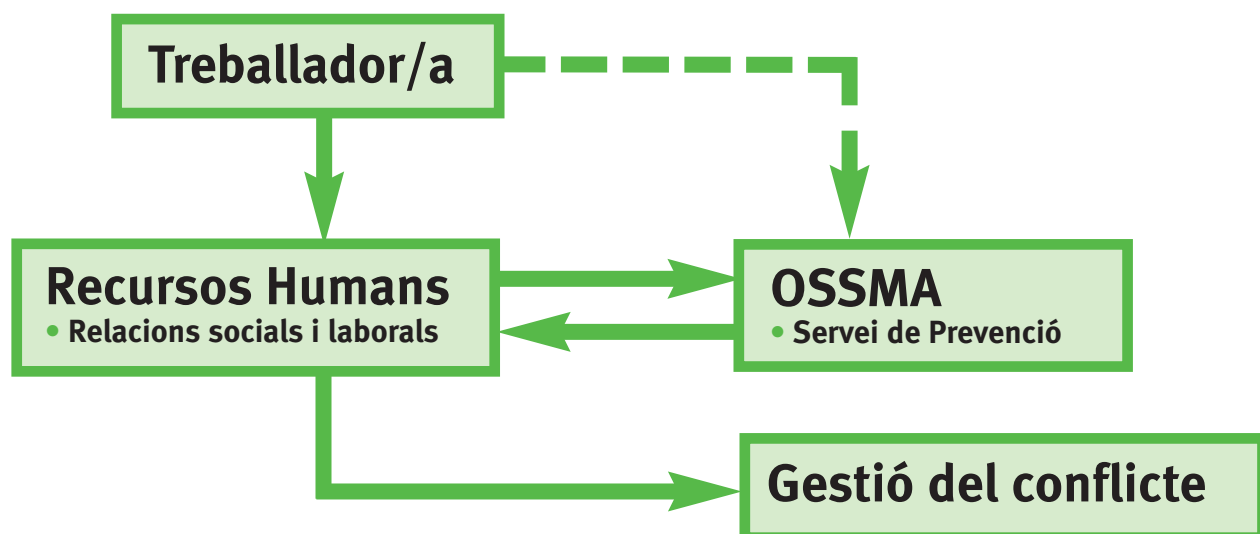 Treballador/a
Recursos Humans
• Relacions socials i laborals
OSSMA
• Servei de Prevenció
Gestió del conflicte